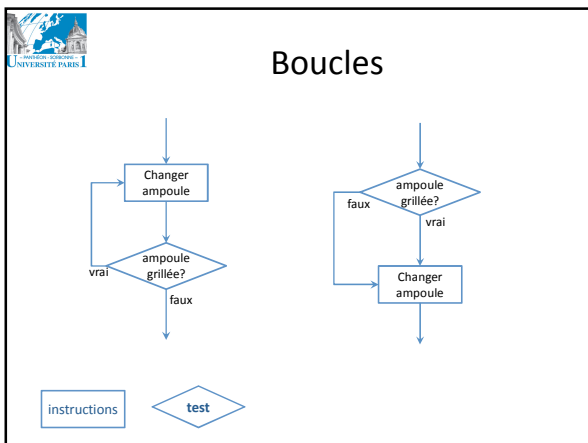 - PANTHÉON - SORBONNE -
UNIVERSITÉ PARIS 1
Boucles
Changer
ampoule
ampoule
grillée?
vrai
faux
ampoule
grillée?
faux
vrai
Changer
ampoule
instructions
test